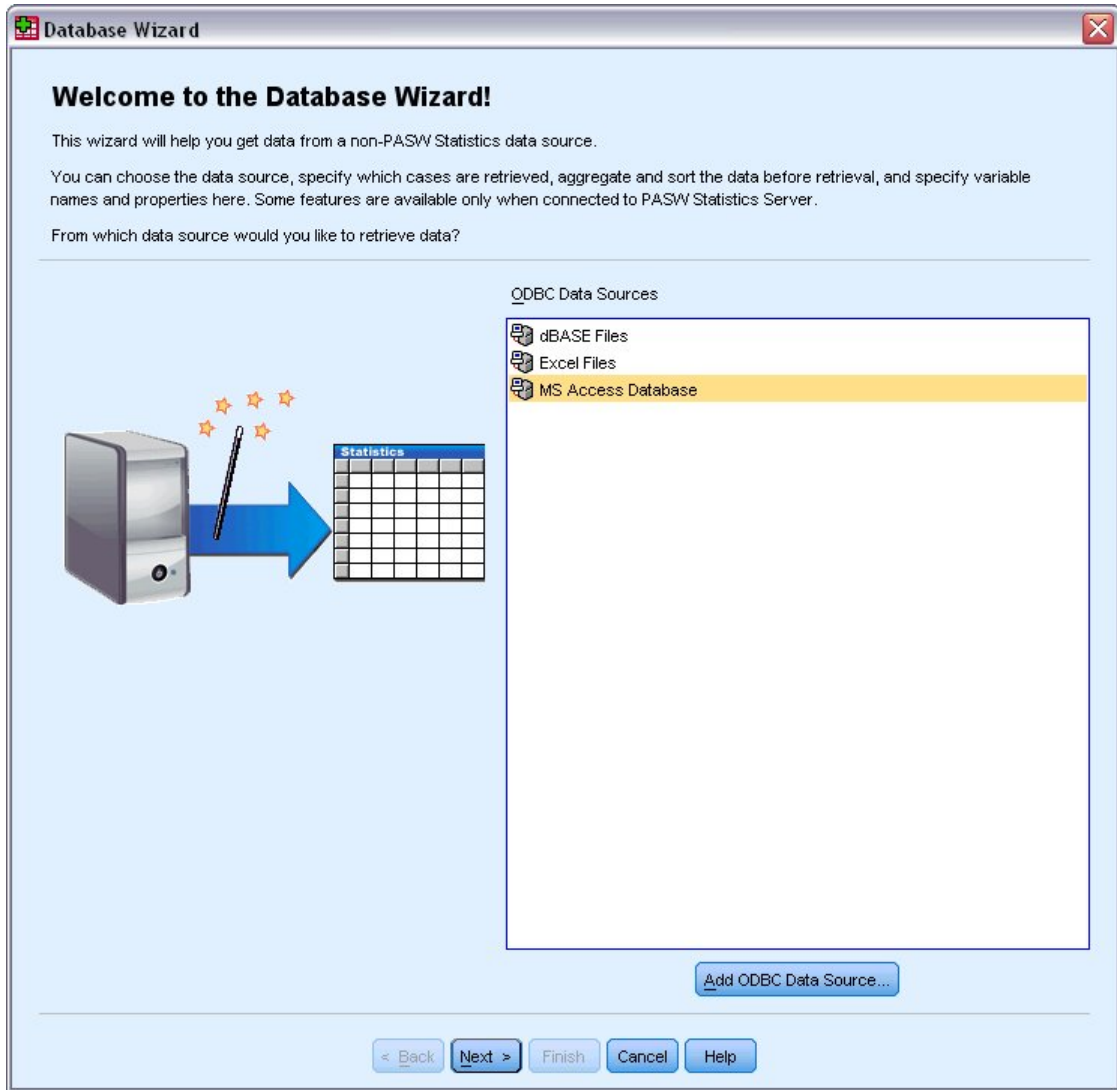 Database Wizard
Welcome to the Database Wizard!
This wizard will help you get data from a non-PASW Statistics data source.
You can choose the data source, specify which cases are retrieved, aggregate and sort the data before retrieval, and specify variable
names and properties here. Some features are available only when connected to PASW Statistics Server.
From which data source would you like to retrieve data?
ODBC Data Sources
dBASE Files
Excel Files
MS Access Database
Statistics
Add ODBC Data Source...
< Back
Next >
Finish
Cancel
Help